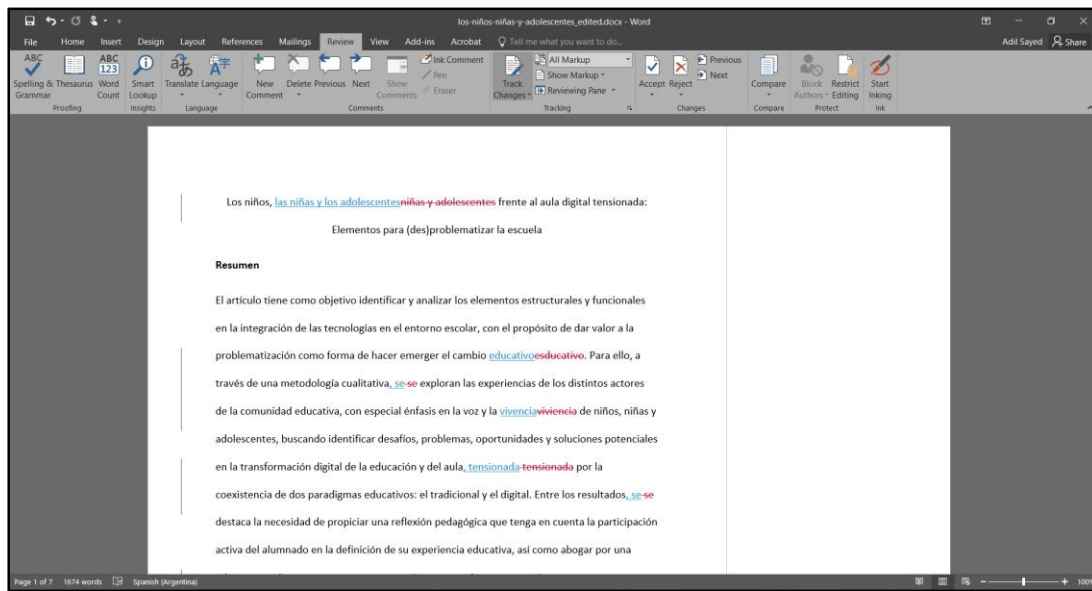 los-niños-niñas-y-adolescentes_edited.docx - Word
Adil Sayed Share
File Home Insert Design Layout References Mailings Review View Add-ins Acrobat Tell me what you want to do...
ABC Spelling & Grammar
Thesaurus
ABC 123 Word Count
Smart Lookup
Translate
Language
New Comment
Delete
Previous
Next
Show Comments
Ink Comment
Pen
Eraser
Track Changes
All Markup
Show Markup
Reviewing Pane
Accept
Reject
Previous
Next
Compare
Block Authors
Restrict Editing
Start Inking
Proofing Insights Language Comments Tracking Changes Compare Protect Ink
Los niños, las niñas y los adolescentesniñas y adolescentes frente al aula digital tensionada:
Elementos para (des)problematizar la escuela
Resumen
El artículo tiene como objetivo identificar y analizar los elementos estructurales y funcionales
en la integración de las tecnologías en el entorno escolar, con el propósito de dar valor a la
problematización como forma de hacer emerger el cambio educativoesducativo. Para ello, a
través de una metodología cualitativa, se se exploran las experiencias de los distintos actores
de la comunidad educativa, con especial énfasis en la voz y la vivenciaviviencia de niños, niñas y
adolescentes, buscando identificar desafíos, problemas, oportunidades y soluciones potenciales
en la transformación digital de la educación y del aula, tensionada tensionada por la
coexistencia de dos paradigmas educativos: el tradicional y el digital. Entre los resultados, se se
destaca la necesidad de propiciar una reflexión pedagógica que tenga en cuenta la participación
activa del alumnado en la definición de su experiencia educativa, así como abogar por una
Page 1 of 7 1674 words Spanish (Argentina) 100%